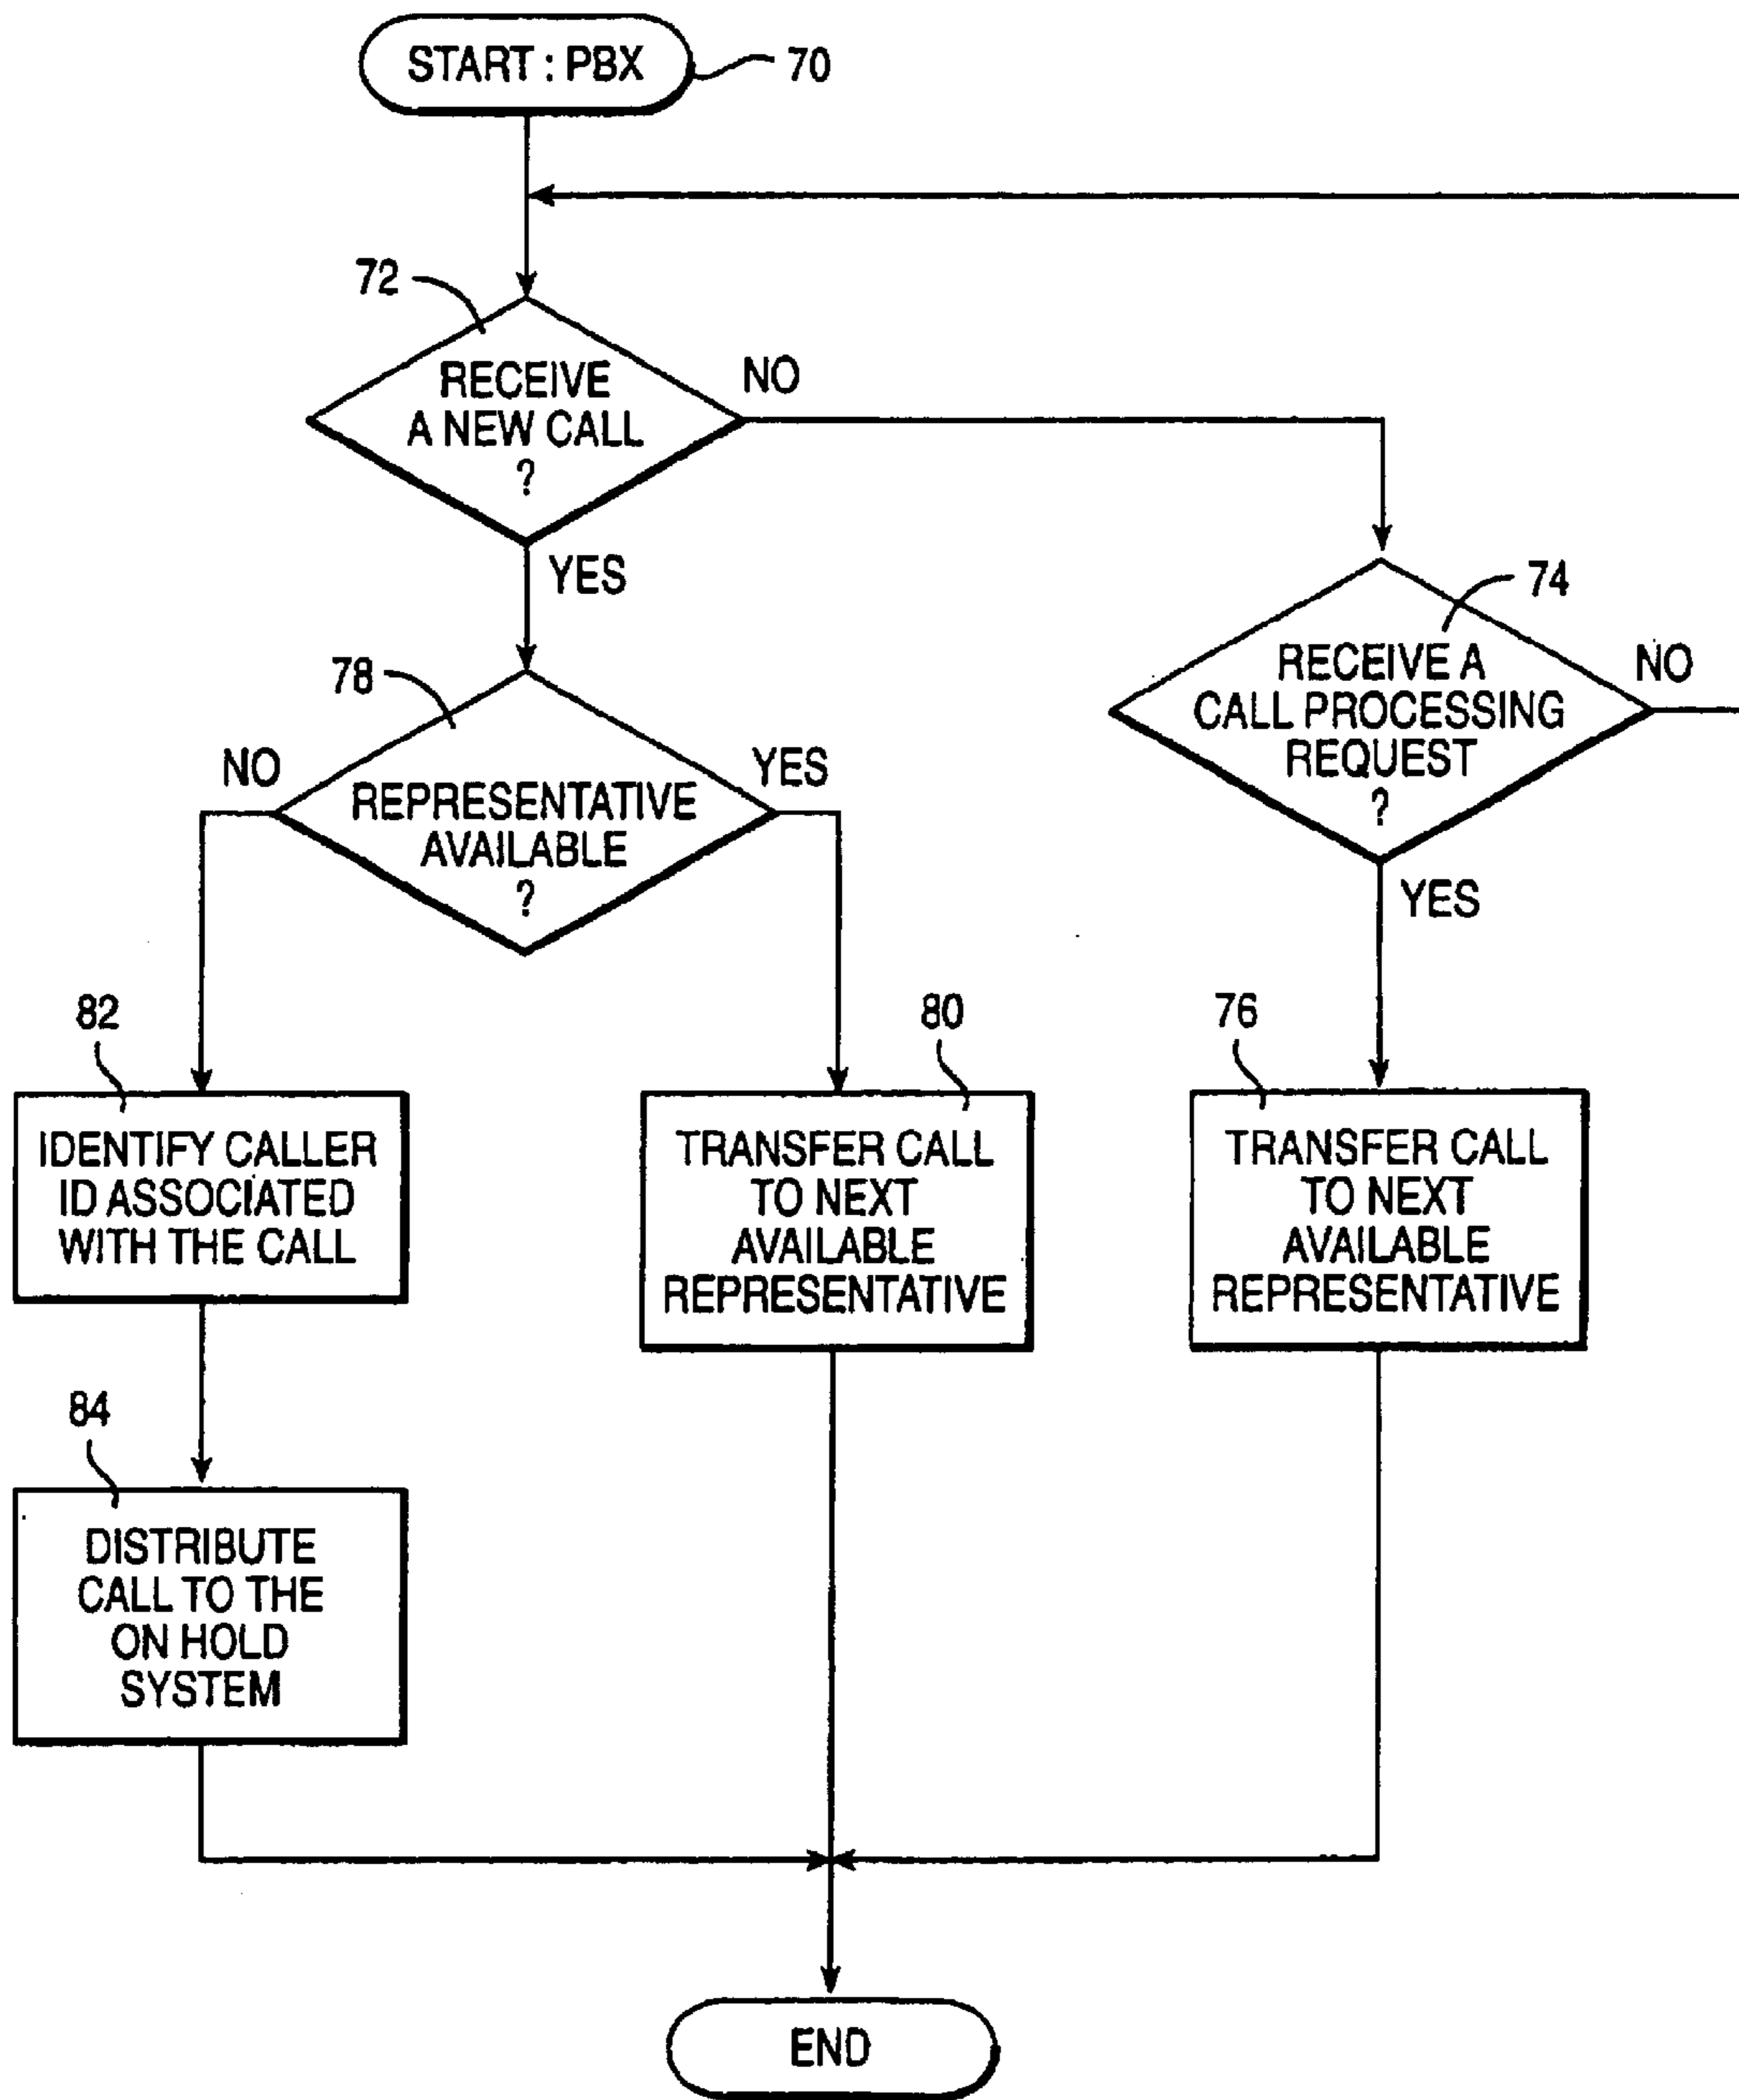 START : PBX
70
72
RECEIVE
A NEW CALL
?
NO
YES
74
RECEIVE A
CALL PROCESSING
REQUEST
?
NO
YES
78
NO
REPRESENTATIVE
AVAILABLE
?
YES
82
IDENTIFY CALLER
ID ASSOCIATED
WITH THE CALL
80
TRANSFER CALL
TO NEXT
AVAILABLE
REPRESENTATIVE
76
TRANSFER CALL
TO NEXT
AVAILABLE
REPRESENTATIVE
84
DISTRIBUTE
CALL TO THE
ON HOLD
SYSTEM
END